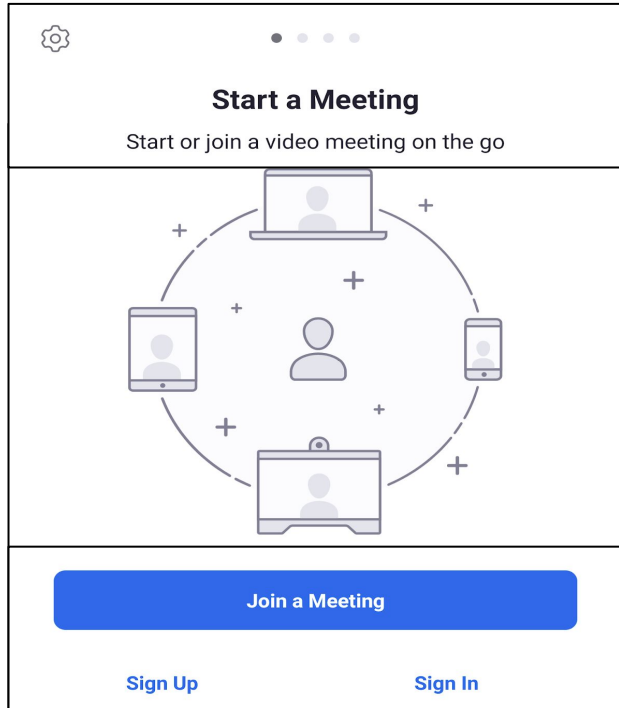 Start a Meeting
Start or join a video meeting on the go
Join a Meeting
Sign Up
Sign In